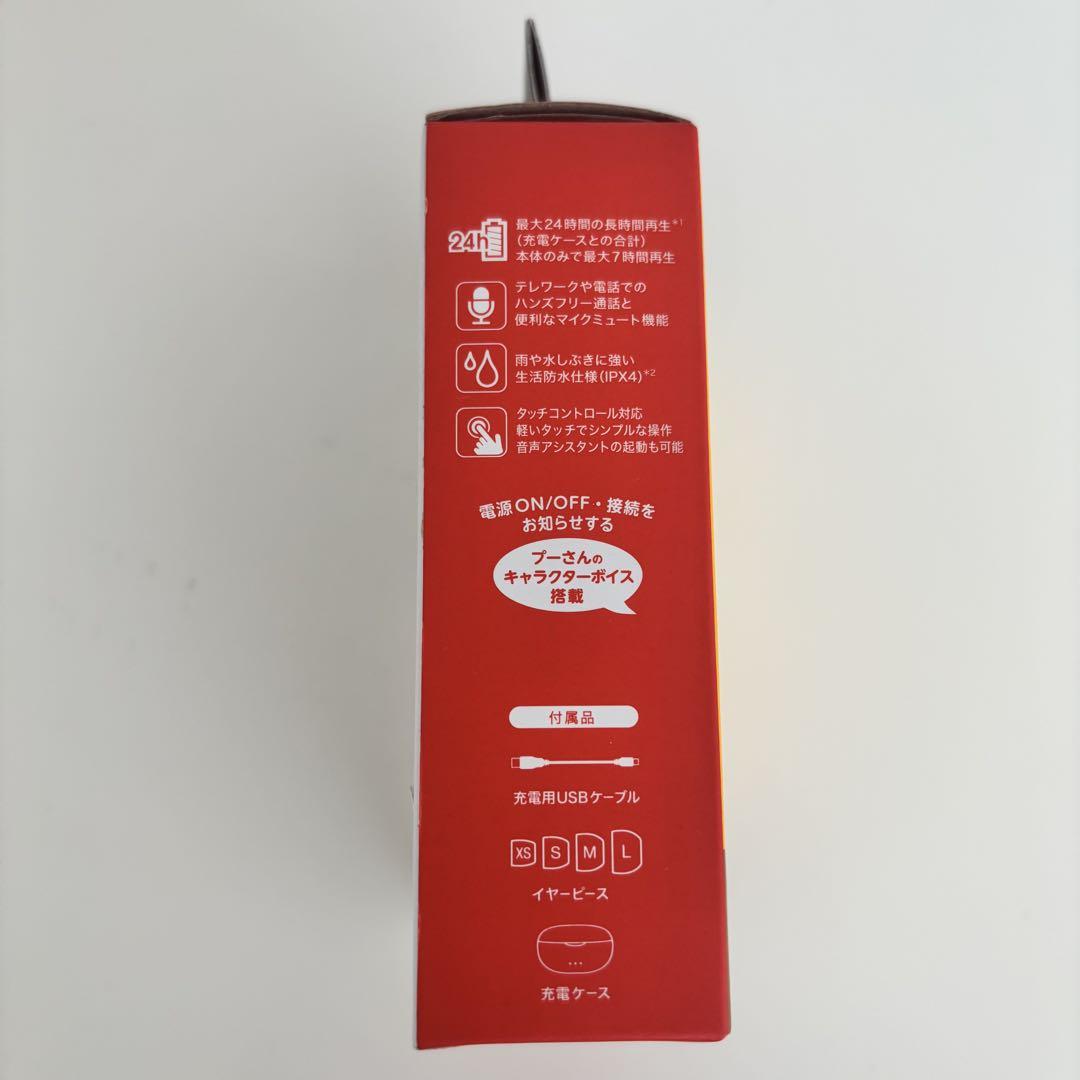 24h
最大24時間の長時間再生*1
(充電ケースとの合計)
本体のみで最大7時間再生
テレワークや電話での
ハンズフリー通話と
便利なマイクミュート機能
雨や水しぶきに強い
生活防水仕様(IPX4)*2
タッチコントロール対応
軽いタッチでシンプルな操作
音声アシスタントの起動も可能
電源ON/OFF・接続を
お知らせする
プーさんの
キャラクターボイス
搭載
付属品
充電用USBケーブル
XS S M L
イヤーピース
充電ケース